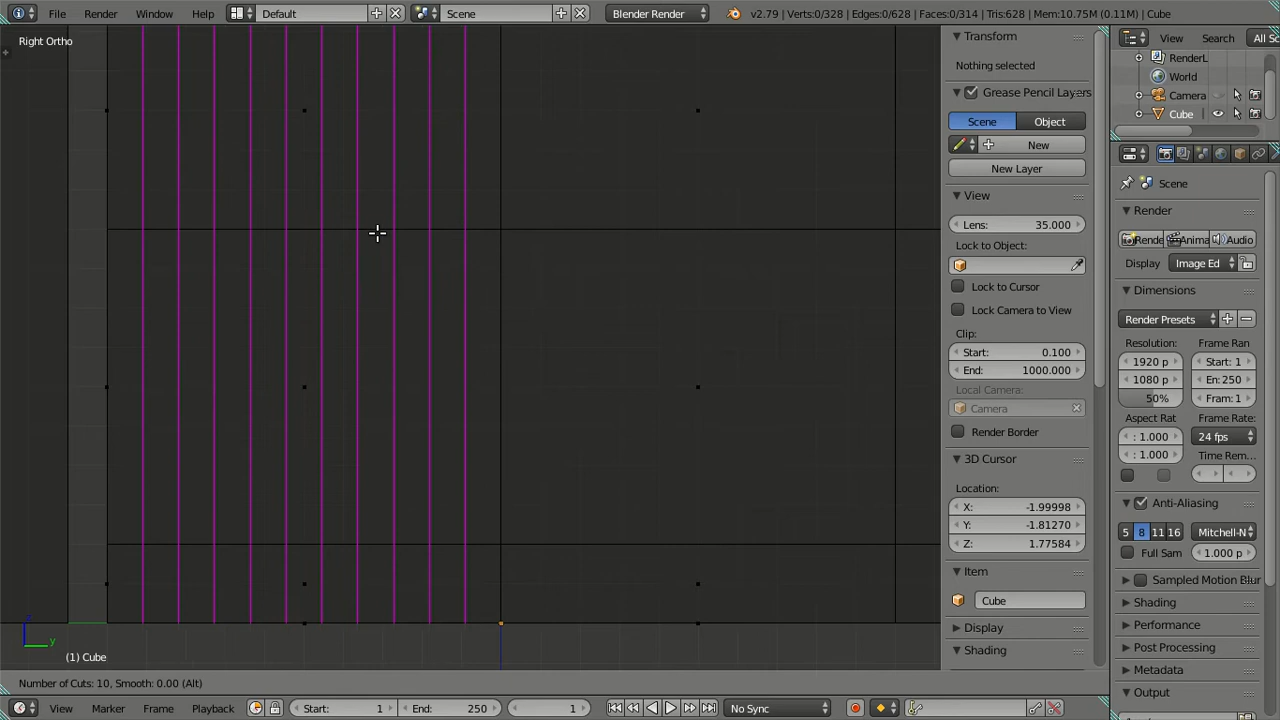 File Render Window Help Default Scene Blender Render v2.79 | Verts:0/328 | Edges:0/628 | Faces:0/314 | Tris:628 | Mem:10.75M (0.11M) | Cube
Right Ortho
(1) Cube
z
y
Number of Cuts: 10, Smooth: 0.00 (Alt)
Transform
Nothing selected
Grease Pencil Layers
Scene Object
New
New Layer
View
Lens: 35.000
Lock to Object:
Lock to Cursor
Lock Camera to View
Clip:
Start: 0.100
End: 1000.000
Local Camera:
Camera
Render Border
3D Cursor
Location:
X: -1.99998
Y: -1.81270
Z: 1.77584
Item
Cube
Display
Shading
View Search All Sc
RenderL
World
Camera
Cube
Scene
Render
Rende Anima Audio
Display Image Ed
Dimensions
Render Presets
Resolution: Frame Ran
1920 p Start: 1
1080 p En: 250
50% Fram: 1
Aspect Rat Frame Rate:
: 1.000 24 fps
: 1.000 Time Rem...
Anti-Aliasing
5 8 11 16 Mitchell-N
Full Sam 1.000 p
Sampled Motion Blur
Shading
Performance
Post Processing
Metadata
Output
View Marker Frame Playback Start: 1 End: 250 1 No Sync